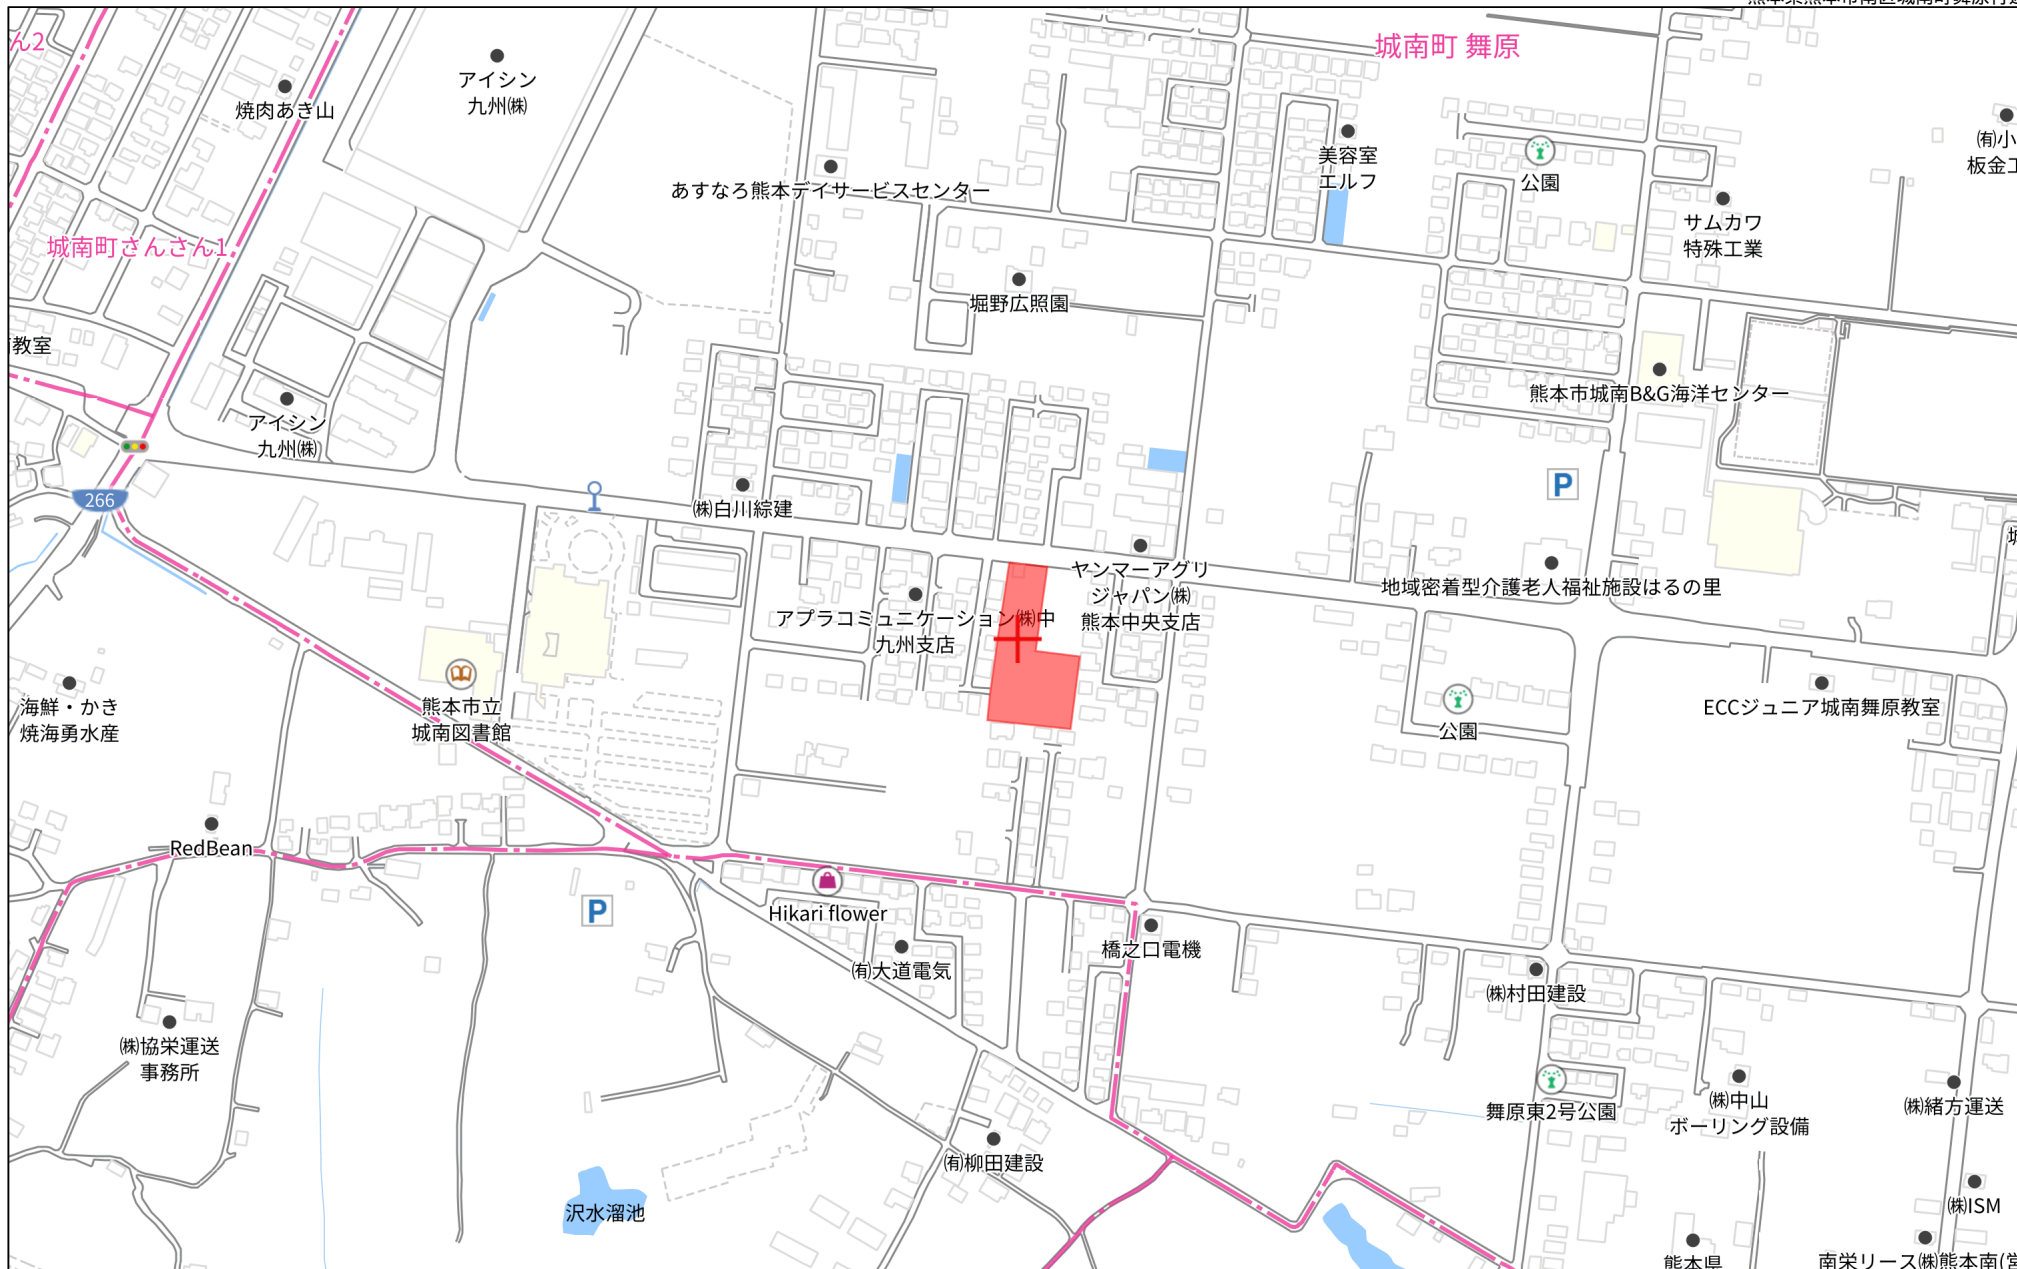 ん2
城南町 舞原
アイシン
九州㈱
焼肉あき山
美容室
エルフ
公園
㈲小
板金工
あすなろ熊本デイサービスセンター
サムカワ
特殊工業
城南町さんさん1
堀野広照園
教室
熊本市城南B&G海洋センター
アイシン
九州㈱
266
㈱白川綜建
P
ヤンマーアグリ
ジャパン㈱
熊本中央支店
地域密着型介護老人福祉施設はるの里
アプラコミュニケーション㈱中
九州支店
海鮮・かき
焼海勇水産
熊本市立
城南図書館
公園
ECCジュニア城南舞原教室
RedBean
Hikari flower
P
㈲大道電気
橋之口電機
㈱村田建設
㈱協栄運送
事務所
舞原東2号公園
㈱中山
ボーリング設備
㈱緒方運送
㈲柳田建設
沢水溜池
㈱ISM
熊本県
南栄リース㈱熊本南(営